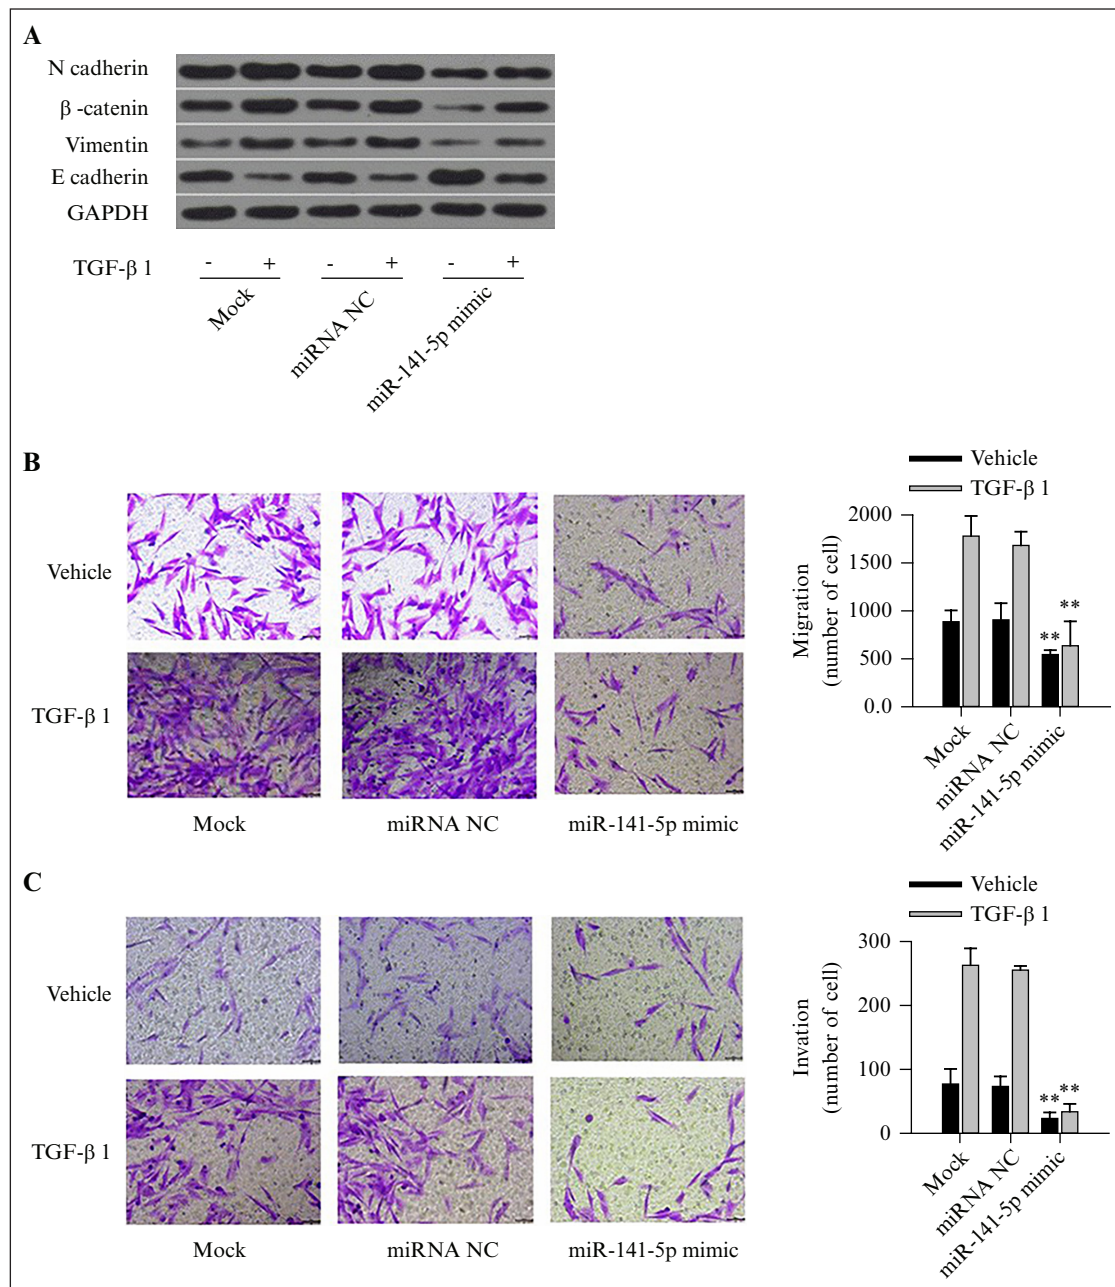 A
N cadherin
β -catenin
Vimentin
E cadherin
GAPDH
TGF-β 1
- + - + - +
Mock
miRNA NC
miR-141-5p mimic
B
Vehicle
TGF-β 1
Mock
miRNA NC
miR-141-5p mimic
Vehicle
TGF-β 1
Migration
(number of cell)
2000
1500
1000
500
0.0
**
**
Mock
miRNA NC
miR-141-5p mimic
C
Vehicle
TGF-β 1
Mock
miRNA NC
miR-141-5p mimic
Vehicle
TGF-β 1
Invation
(number of cell)
300
200
100
0
**
**
Mock
miRNA NC
miR-141-5p mimic